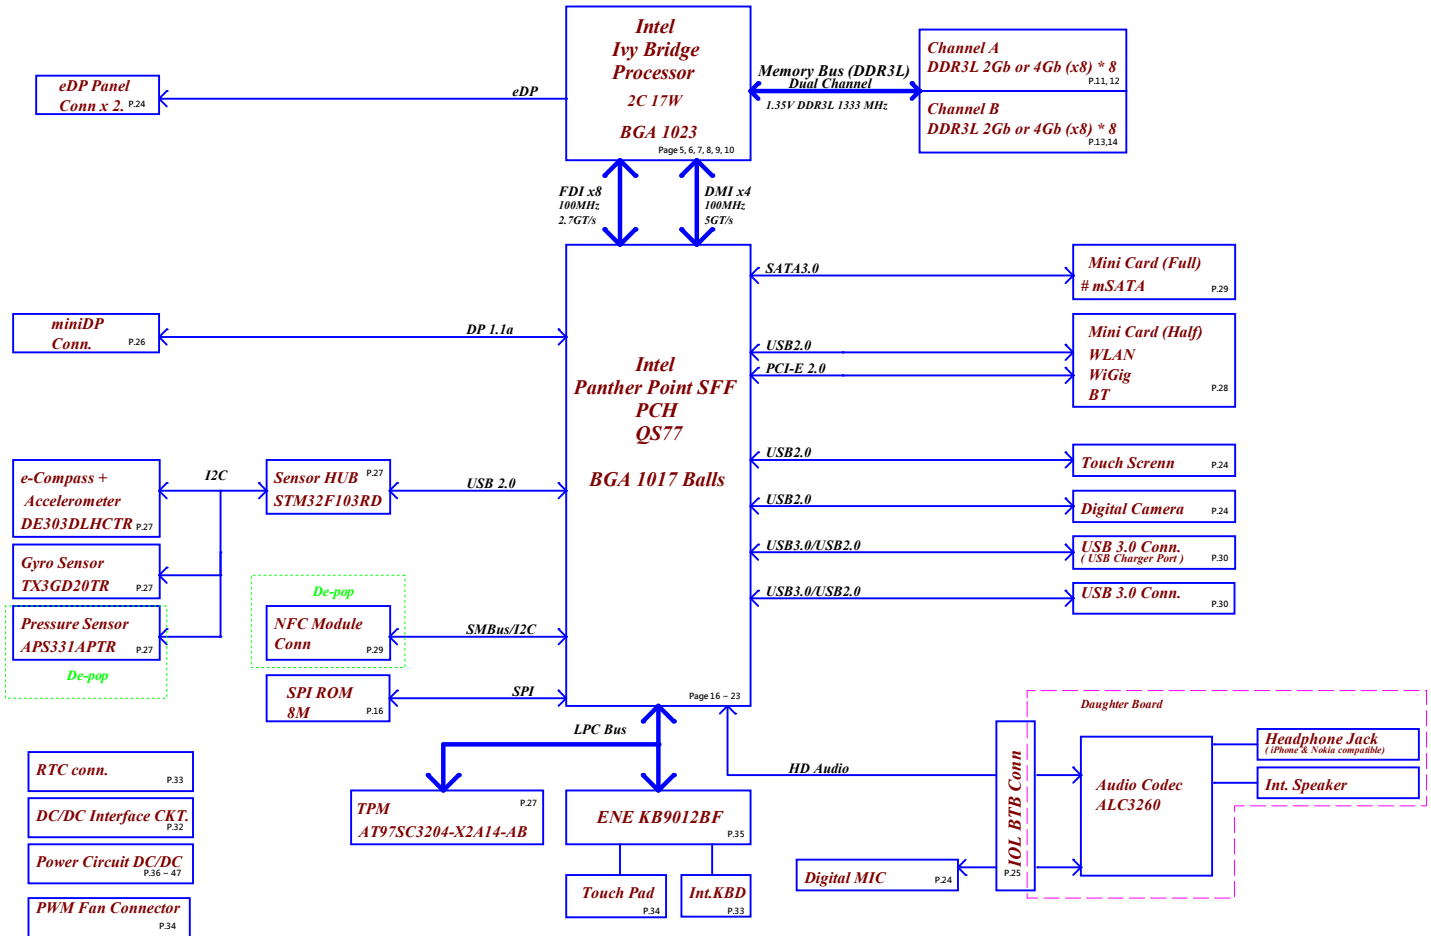 Intel
Ivy Bridge
Processor
2C 17W
BGA 1023
Page 5, 6, 7, 8, 9, 10
eDP Panel
Conn x 2. P.24
eDP
Memory Bus (DDR3L)
Dual Channel
1.35V DDR3L 1333 MHz
Channel A
DDR3L 2Gb or 4Gb (x8) * 8
P.11, 12
Channel B
DDR3L 2Gb or 4Gb (x8) * 8
P.13,14
FDI x8
100MHz
2.7GT/s
DMI x4
100MHz
5GT/s
Intel
Panther Point SFF
PCH
QS77
BGA 1017 Balls
Page 16 ~ 23
miniDP
Conn. P.26
DP 1.1a
SATA3.0
Mini Card (Full)
# mSATA P.29
USB2.0
PCI-E 2.0
Mini Card (Half)
WLAN
WiGig
BT P.28
USB2.0
Touch Screnn P.24
USB2.0
Digital Camera P.24
USB3.0/USB2.0
USB 3.0 Conn.
( USB Charger Port ) P.30
USB3.0/USB2.0
USB 3.0 Conn. P.30
e-Compass +
Accelerometer
DE303DLHCTR P.27
I2C
Sensor HUB P.27
STM32F103RD
USB 2.0
Gyro Sensor
TX3GD20TR P.27
Pressure Sensor
APS331APTR P.27
De-pop
De-pop
NFC Module
Conn P.29
SMBus/I2C
SPI ROM
8M P.16
SPI
LPC Bus
TPM P.27
AT97SC3204-X2A14-AB
ENE KB9012BF
P.35
Touch Pad
P.34
Int.KBD
P.33
HD Audio
IOL BTB Conn
P.25
Daughter Board
Audio Codec
ALC3260
Headphone Jack
( iPhone & Nokia compatible)
Int. Speaker
Digital MIC P.24
RTC conn.
P.33
DC/DC Interface CKT.
P.32
Power Circuit DC/DC
P.36 ~ 47
PWM Fan Connector
P.34